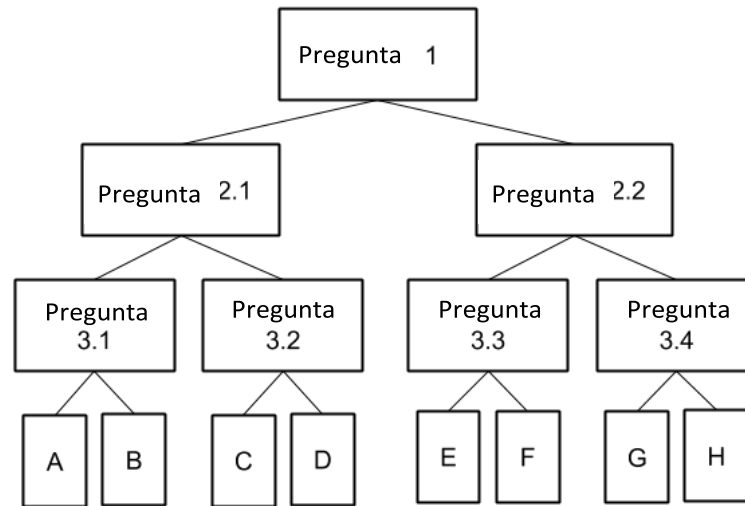 Pregunta 1
Pregunta 2.1
Pregunta 2.2
Pregunta
3.1
Pregunta
3.2
Pregunta
3.3
Pregunta
3.4
A
B
C
D
E
F
G
H